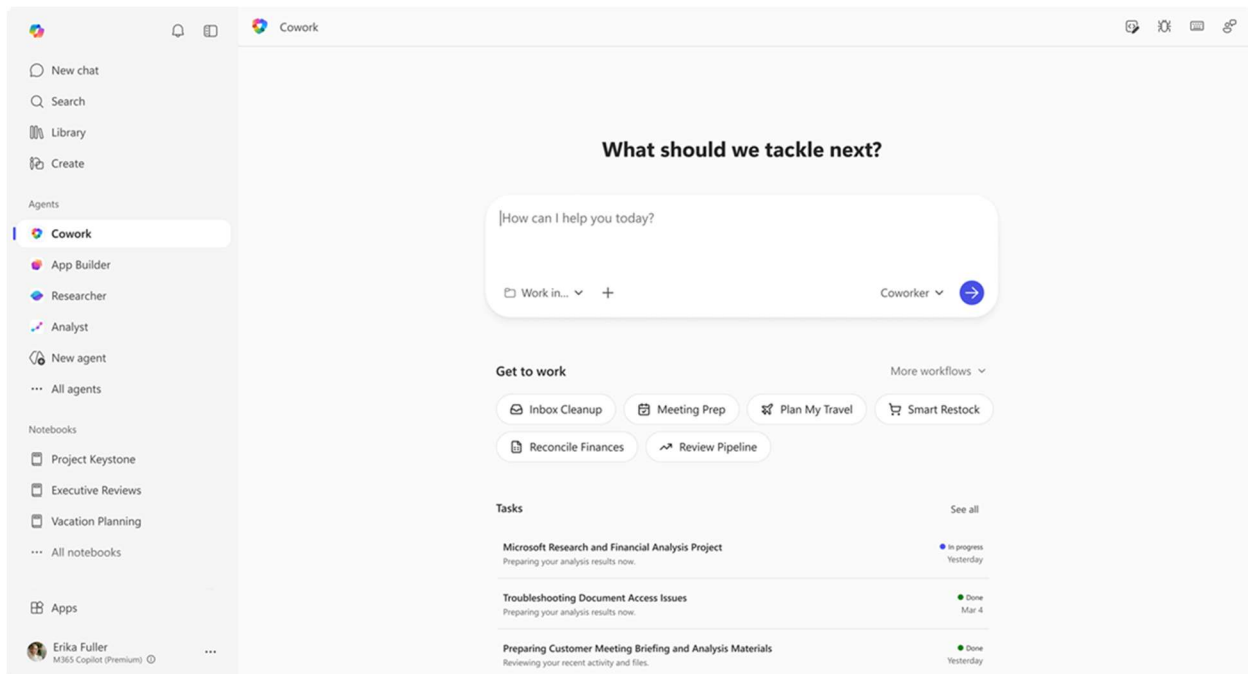 Cowork
New chat
Search
Library
Create
Agents
Cowork
App Builder
Researcher
Analyst
New agent
All agents
Notebooks
Project Keystone
Executive Reviews
Vacation Planning
All notebooks
Apps
Erika Fuller
M365 Copilot (Premium)
What should we tackle next?
How can I help you today?
Work in...
Coworker
Get to work
More workflows
Inbox Cleanup
Meeting Prep
Plan My Travel
Smart Restock
Reconcile Finances
Review Pipeline
Tasks
See all
Microsoft Research and Financial Analysis Project
In progress
Preparing your analysis results now.
Yesterday
Troubleshooting Document Access Issues
Done
Preparing your analysis results now.
Mar 4
Preparing Customer Meeting Briefing and Analysis Materials
Done
Reviewing your recent activity and files.
Yesterday